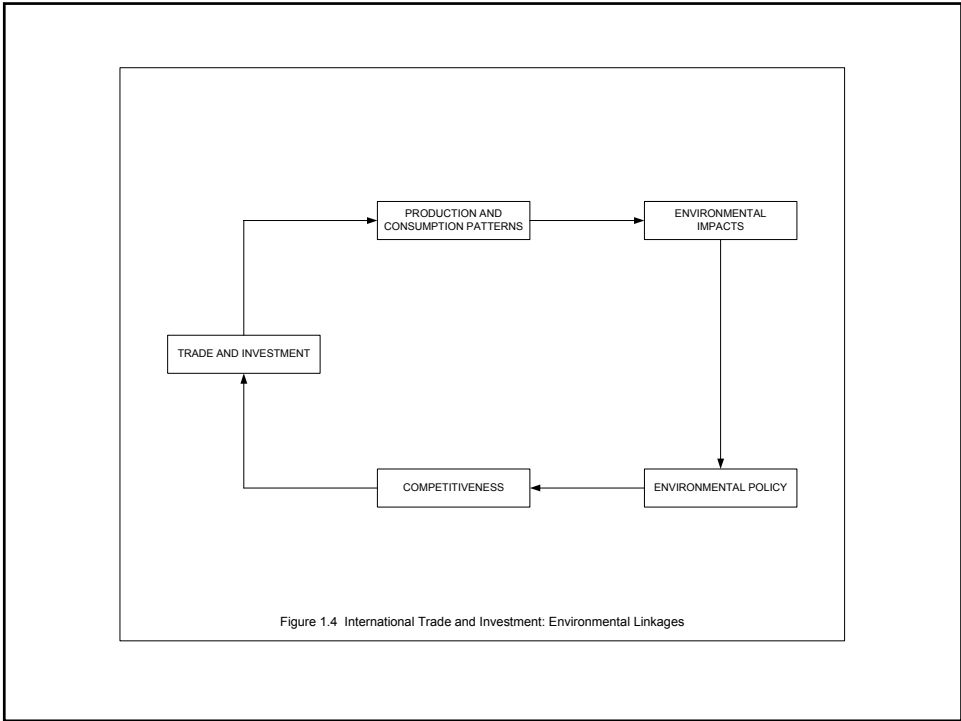 PRODUCTION AND
CONSUMPTION PATTERNS
ENVIRONMENTAL
IMPACTS
TRADE AND INVESTMENT
COMPETITIVENESS
ENVIRONMENTAL POLICY
Figure 1.4 International Trade and Investment: Environmental Linkages